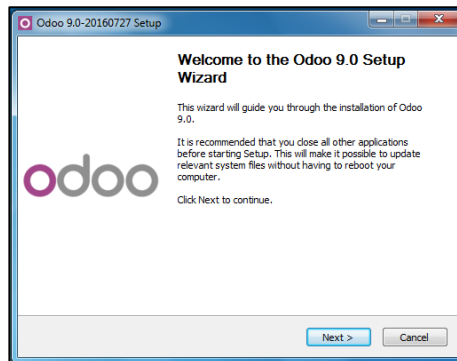 Odoo 9.0-20160727 Setup
Welcome to the Odoo 9.0 Setup
Wizard
This wizard will guide you through the installation of Odoo
9.0.
It is recommended that you close all other applications
before starting Setup. This will make it possible to update
relevant system files without having to reboot your
computer.
Click Next to continue.
odoo
Next >
Cancel